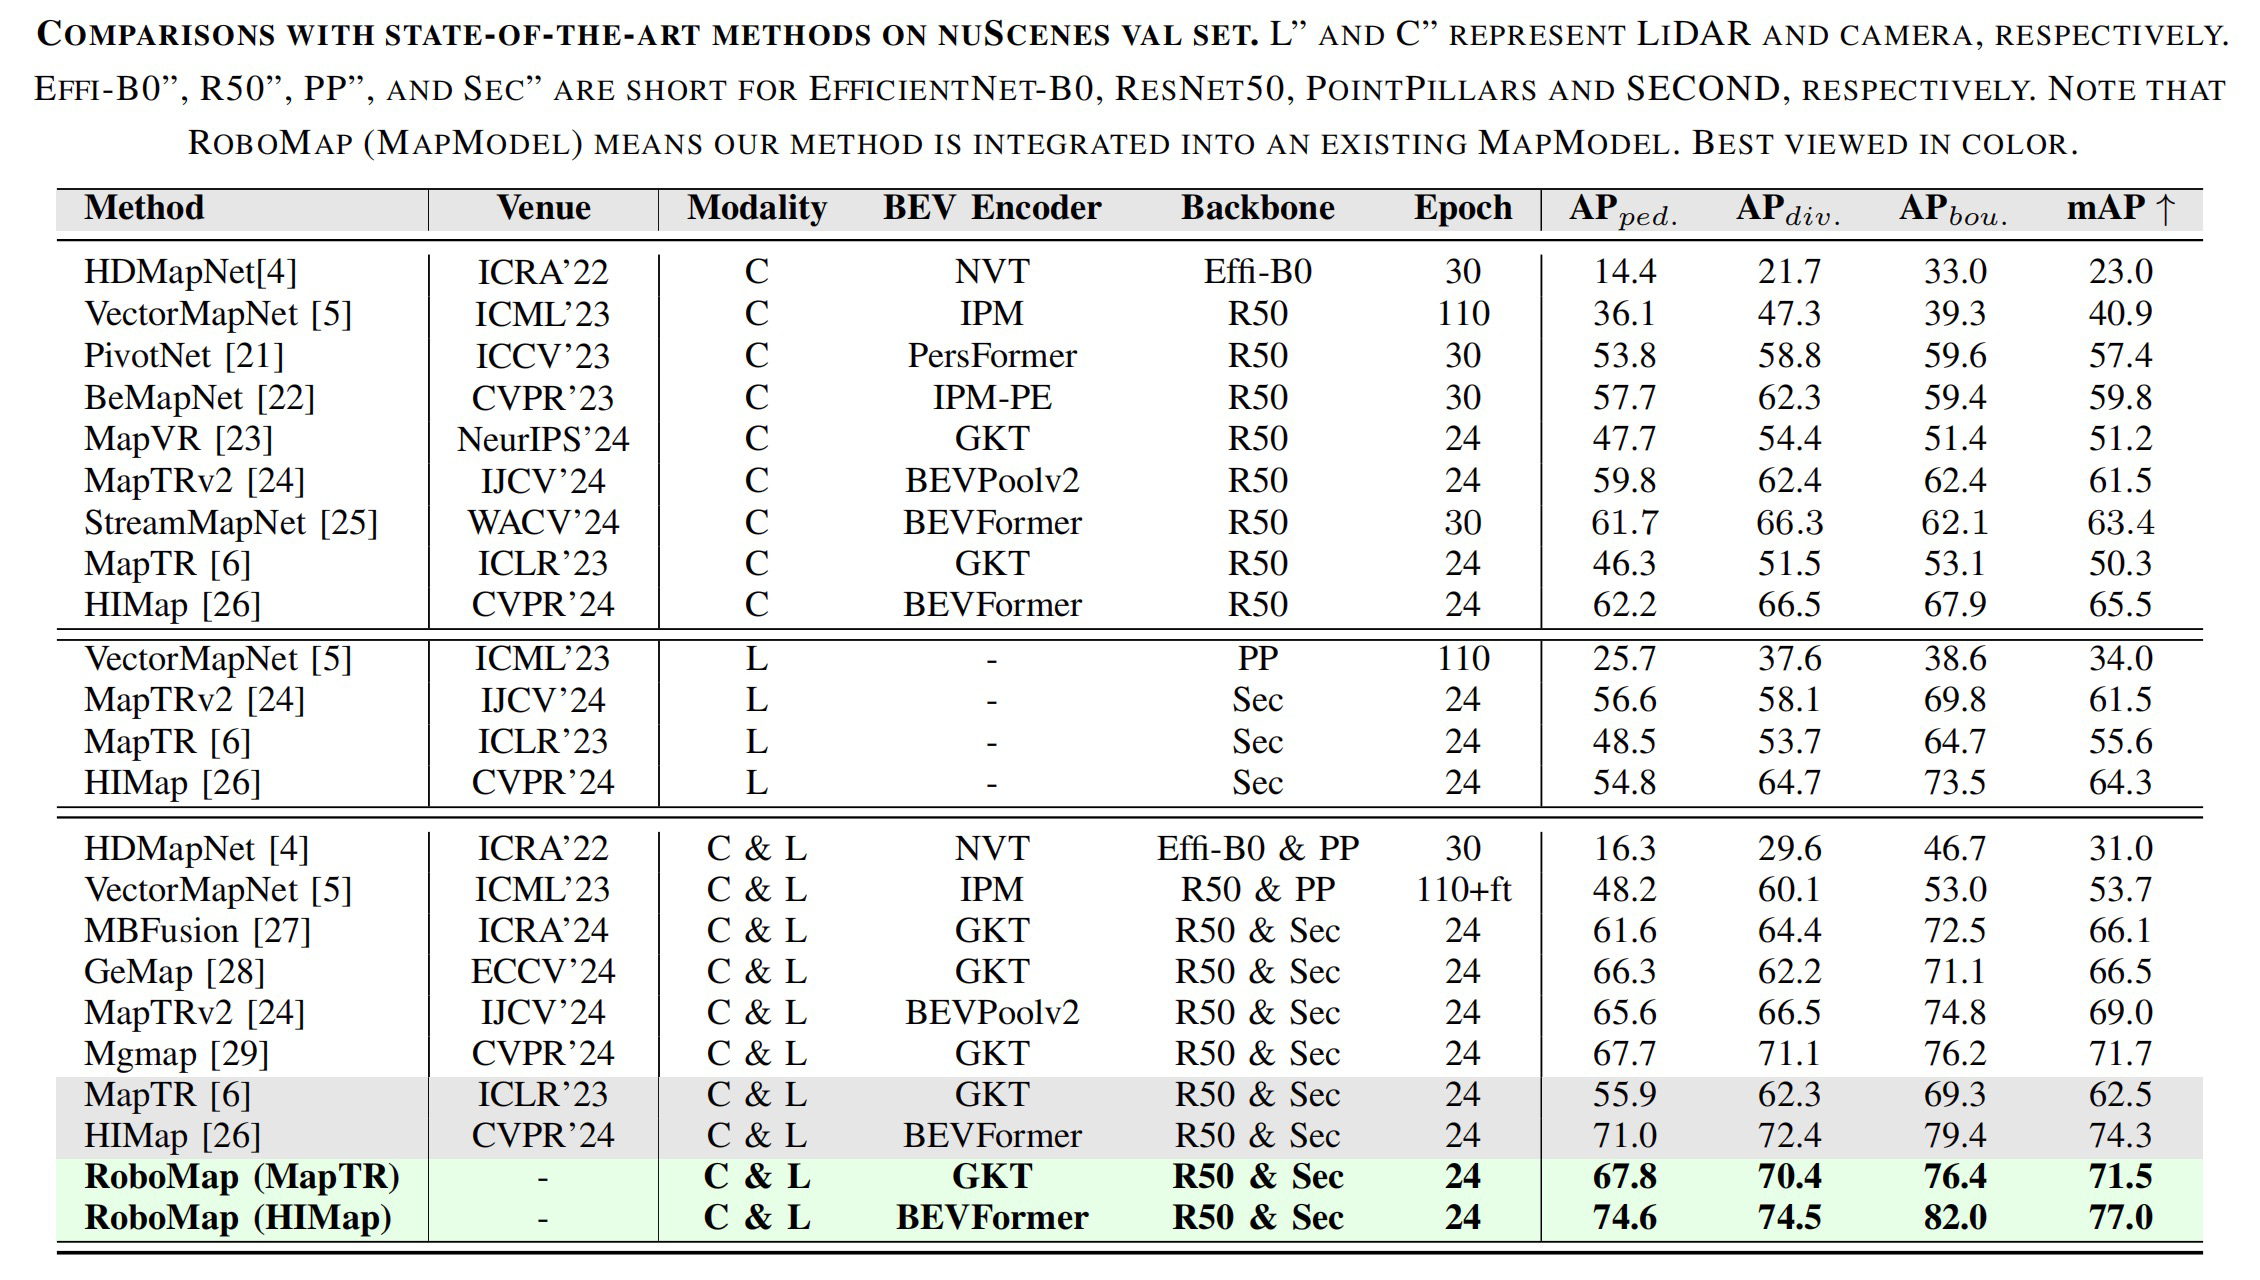 COMPARISONS WITH STATE-OF-THE-ART METHODS ON NUSCENES VAL SET. L” AND C” REPRESENT LIDAR AND CAMERA, RESPECTIVELY.
EFFI-B0”, R50”, PP”, AND SEC” ARE SHORT FOR EFFICIENTNET-B0, RESNET50, POINTPILLARS AND SECOND, RESPECTIVELY. NOTE THAT
ROBOMAP (MAPMODEL) MEANS OUR METHOD IS INTEGRATED INTO AN EXISTING MAPMODEL. BEST VIEWED IN COLOR.
Method Venue Modality BEV Encoder Backbone Epoch APped. APdiv. APbou. mAP ↑
HDMapNet[4] ICRA’22 C NVT Effi-B0 30 14.4 21.7 33.0 23.0
VectorMapNet [5] ICML’23 C IPM R50 110 36.1 47.3 39.3 40.9
PivotNet [21] ICCV’23 C PersFormer R50 30 53.8 58.8 59.6 57.4
BeMapNet [22] CVPR’23 C IPM-PE R50 30 57.7 62.3 59.4 59.8
MapVR [23] NeurIPS’24 C GKT R50 24 47.7 54.4 51.4 51.2
MapTRv2 [24] IJCV’24 C BEVPoolv2 R50 24 59.8 62.4 62.4 61.5
StreamMapNet [25] WACV’24 C BEVFormer R50 30 61.7 66.3 62.1 63.4
MapTR [6] ICLR’23 C GKT R50 24 46.3 51.5 53.1 50.3
HIMap [26] CVPR’24 C BEVFormer R50 24 62.2 66.5 67.9 65.5
VectorMapNet [5] ICML’23 L - PP 110 25.7 37.6 38.6 34.0
MapTRv2 [24] IJCV’24 L - Sec 24 56.6 58.1 69.8 61.5
MapTR [6] ICLR’23 L - Sec 24 48.5 53.7 64.7 55.6
HIMap [26] CVPR’24 L - Sec 24 54.8 64.7 73.5 64.3
HDMapNet [4] ICRA’22 C & L NVT Effi-B0 & PP 30 16.3 29.6 46.7 31.0
VectorMapNet [5] ICML’23 C & L IPM R50 & PP 110+ft 48.2 60.1 53.0 53.7
MBFusion [27] ICRA’24 C & L GKT R50 & Sec 24 61.6 64.4 72.5 66.1
GeMap [28] ECCV’24 C & L GKT R50 & Sec 24 66.3 62.2 71.1 66.5
MapTRv2 [24] IJCV’24 C & L BEVPoolv2 R50 & Sec 24 65.6 66.5 74.8 69.0
Mgmap [29] CVPR’24 C & L GKT R50 & Sec 24 67.7 71.1 76.2 71.7
MapTR [6] ICLR’23 C & L GKT R50 & Sec 24 55.9 62.3 69.3 62.5
HIMap [26] CVPR’24 C & L BEVFormer R50 & Sec 24 71.0 72.4 79.4 74.3
RoboMap (MapTR) - C & L GKT R50 & Sec 24 67.8 70.4 76.4 71.5
RoboMap (HIMap) - C & L BEVFormer R50 & Sec 24 74.6 74.5 82.0 77.0